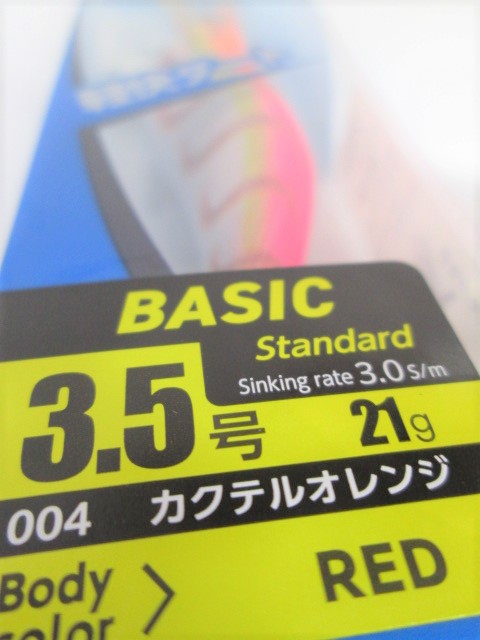 BASIC
Standard
Sinking rate 3.0 S/m
3.5号 21g
004 カクテルオレンジ
Body color > RED